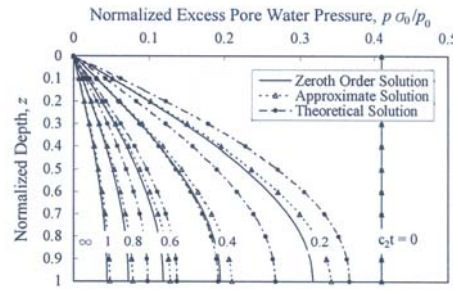 Normalized Excess Pore Water Pressure, p σ₀/p₀
0 0.1 0.2 0.3 0.4 0.5
Normalized Depth, z
0
0.1
0.2
0.3
0.4
0.5
0.6
0.7
0.8
0.9
1
Zeroth Order Solution
Approximate Solution
Theoretical Solution
∞ 1 0.8 0.6 0.4 0.2 c₂t = 0